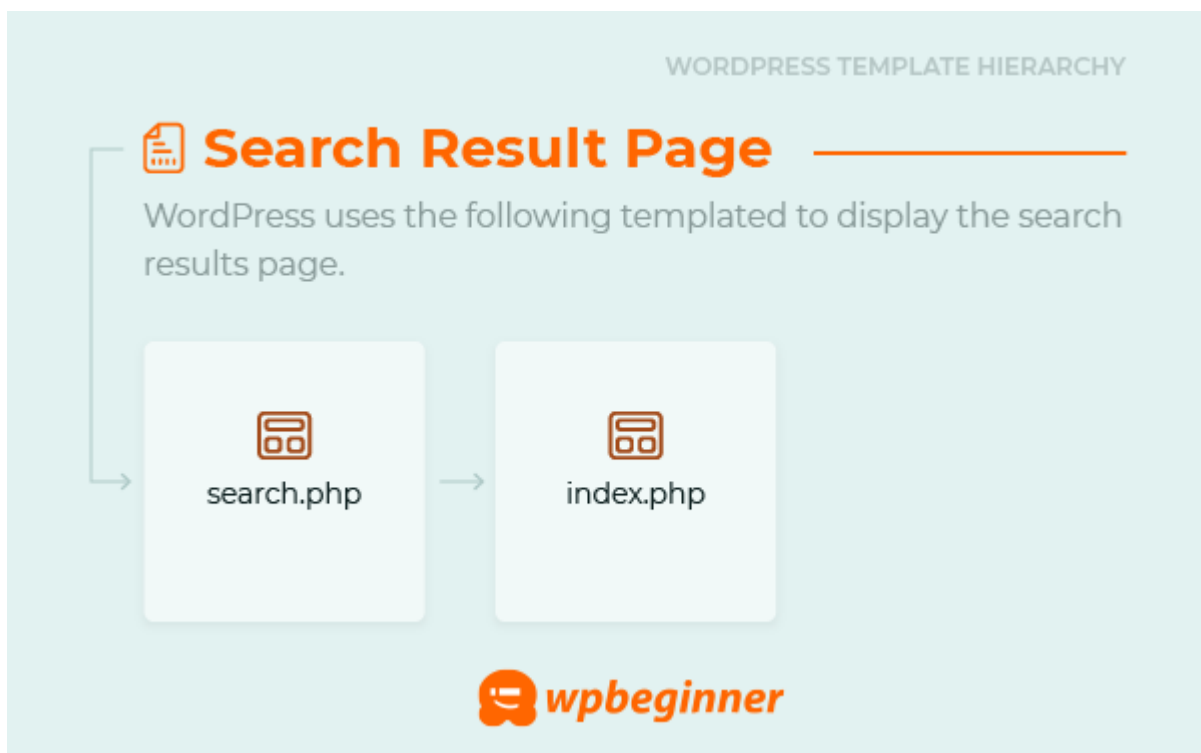 WORDPRESS TEMPLATE HIERARCHY
Search Result Page
WordPress uses the following templated to display the search
results page.
search.php
index.php
wpbeginner